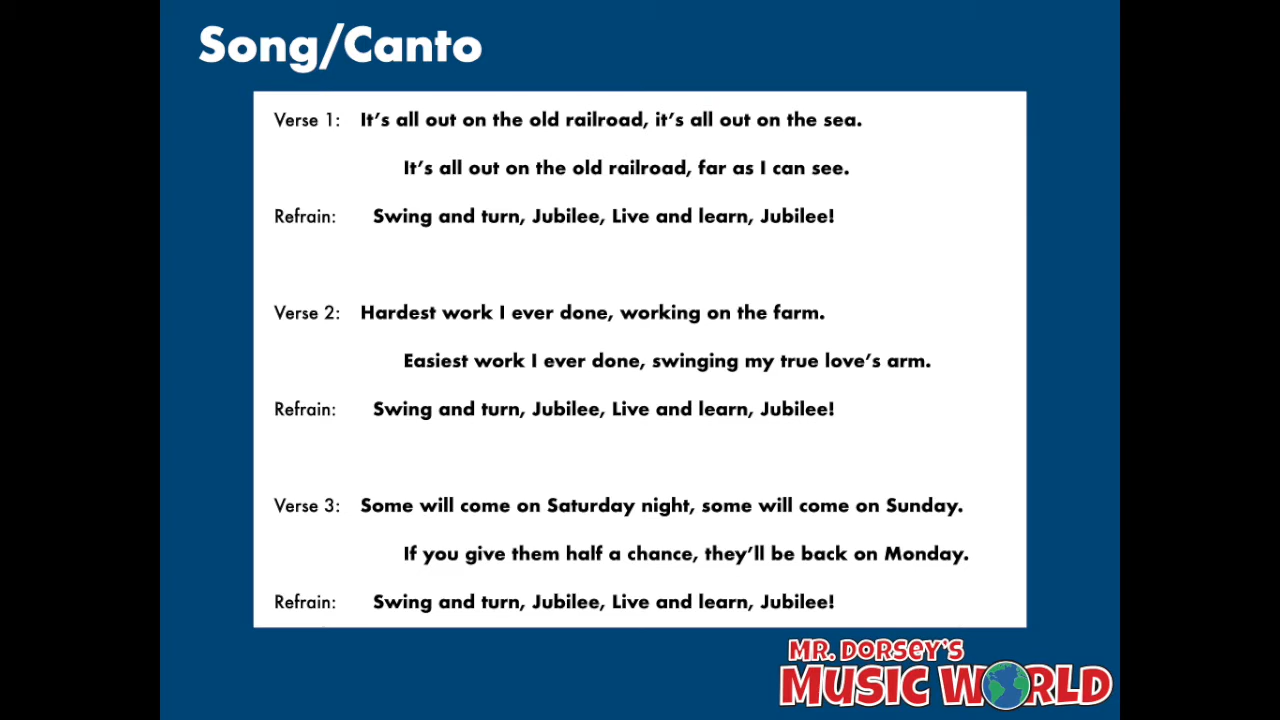 Song/Canto
Verse 1: It's all out on the old railroad, it's all out on the sea.
It's all out on the old railroad, far as I can see.
Refrain: Swing and turn, Jubilee, Live and learn, Jubilee!
Verse 2: Hardest work I ever done, working on the farm.
Easiest work I ever done, swinging my true love's arm.
Refrain: Swing and turn, Jubilee, Live and learn, Jubilee!
Verse 3: Some will come on Saturday night, some will come on Sunday.
If you give them half a chance, they'll be back on Monday.
Refrain: Swing and turn, Jubilee, Live and learn, Jubilee!
MR. DORSEY'S
MUSIC WORLD